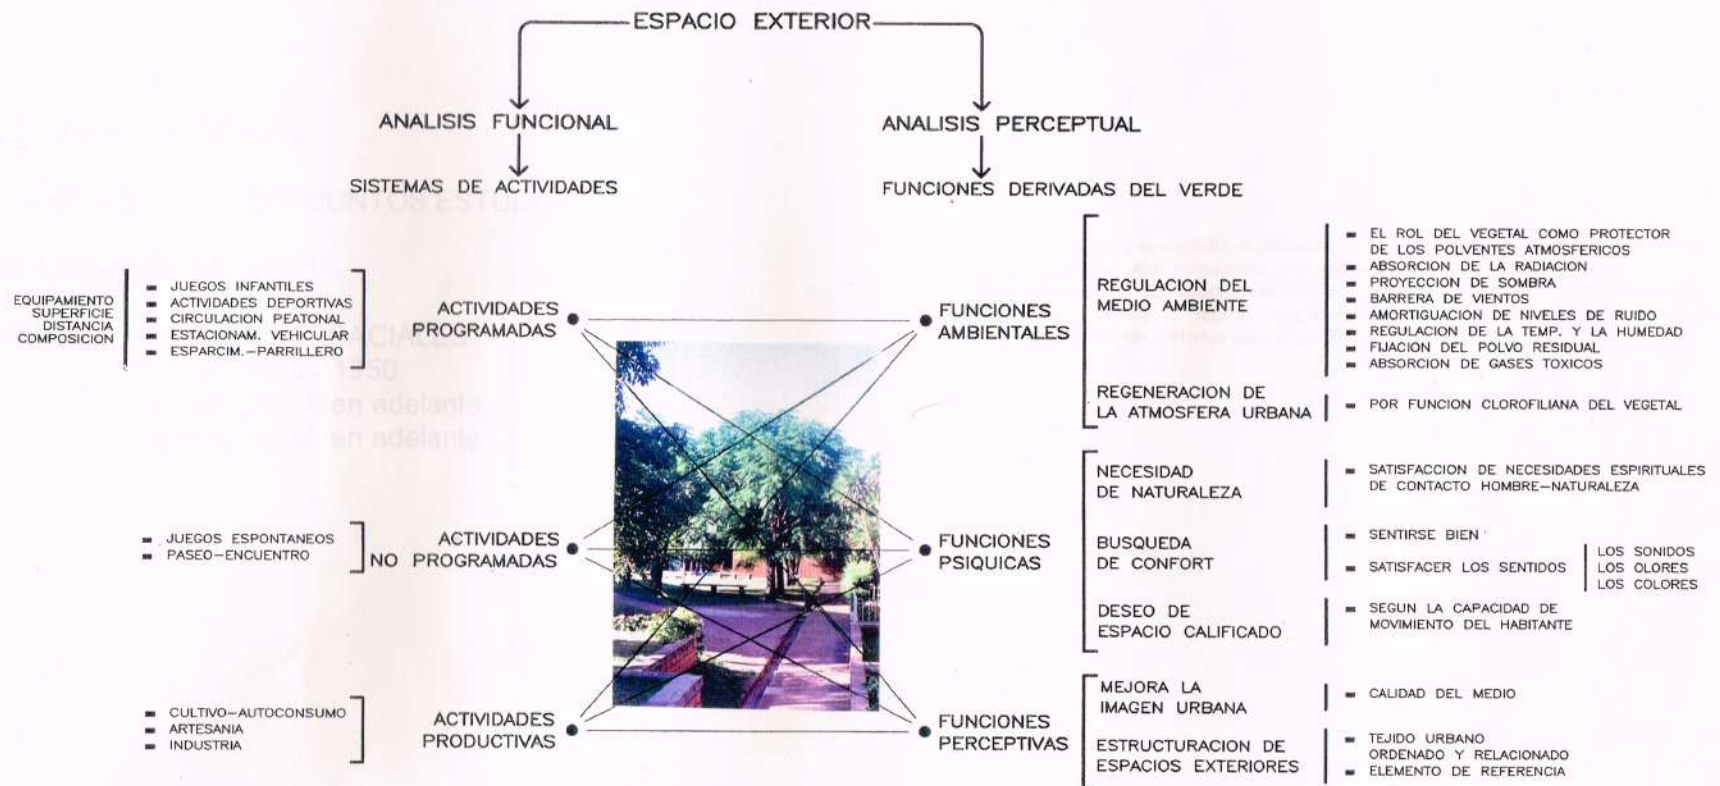 ESPACIO EXTERIOR
ANALISIS FUNCIONAL
SISTEMAS DE ACTIVIDADES
EQUIPAMIENTO
SUPERFICIE
DISTANCIA
COMPOSICION
JUEGOS INFANTILES
ACTIVIDADES DEPORTIVAS
CIRCULACION PEATONAL
ESTACIONAM. VEHICULAR
ESPARCIM.-PARRILLERO
ACTIVIDADES
PROGRAMADAS
JUEGOS ESPONTANEOS
PASEO-ENCUENTRO
ACTIVIDADES
NO PROGRAMADAS
CULTIVO-AUTOCONSUMO
ARTESANIA
INDUSTRIA
ACTIVIDADES
PRODUCTIVAS
ANALISIS PERCEPTUAL
FUNCIONES DERIVADAS DEL VERDE
FUNCIONES
AMBIENTALES
REGULACION DEL
MEDIO AMBIENTE
EL ROL DEL VEGETAL COMO PROTECTOR
DE LOS POLVENTES ATMOSFERICOS
ABSORCION DE LA RADIACION
PROYECCION DE SOMBRA
BARRERA DE VIENTOS
AMORTIGUACION DE NIVELES DE RUIDO
REGULACION DE LA TEMP. Y LA HUMEDAD
FIJACION DEL POLVO RESIDUAL
ABSORCION DE GASES TOXICOS
REGENERACION DE
LA ATMOSFERA URBANA
POR FUNCION CLOROFILIANA DEL VEGETAL
FUNCIONES
PSIQUICAS
NECESIDAD
DE NATURALEZA
SATISFACCION DE NECESIDADES ESPIRITUALES
DE CONTACTO HOMBRE-NATURALEZA
BUSQUEDA
DE CONFORT
SENTIRSE BIEN
SATISFACER LOS SENTIDOS
LOS SONIDOS
LOS OLORES
LOS COLORES
DESEO DE
ESPACIO CALIFICADO
SEGUN LA CAPACIDAD DE
MOVIMIENTO DEL HABITANTE
FUNCIONES
PERCEPTIVAS
MEJORA LA
IMAGEN URBANA
CALIDAD DEL MEDIO
ESTRUCTURACION DE
ESPACIOS EXTERIORES
TEJIDO URBANO
ORDENADO Y RELACIONADO
ELEMENTO DE REFERENCIA
1950
en adelante
en adelante